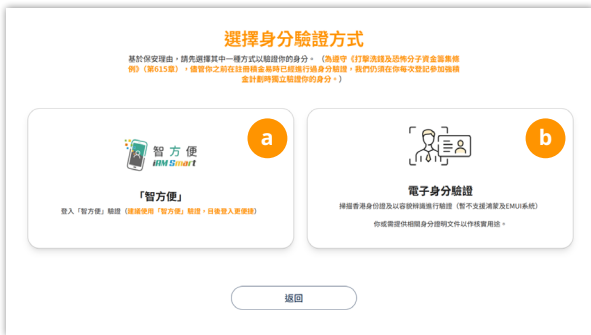 選擇身分驗證方式
基於保安理由，請先選擇其中一種方式以驗證你的身分。（為遵守《打擊洗錢及恐怖分子資金籌集條
例》（第615章），儘管你之前在註冊積金易時已經進行過身分驗證，我們仍須在你每次登記參加強積
金計劃時獨立驗證你的身分。）
a
智方便
iAM Smart
「智方便」
登入「智方便」驗證（建議使用「智方便」驗證，日後登入更便捷）
b
電子身分驗證
掃描香港身份證及以容貌辨識進行驗證（暫不支援鴻蒙及EMUI系統）
你或需提供相關身分證明文件以作核實用途。
返回